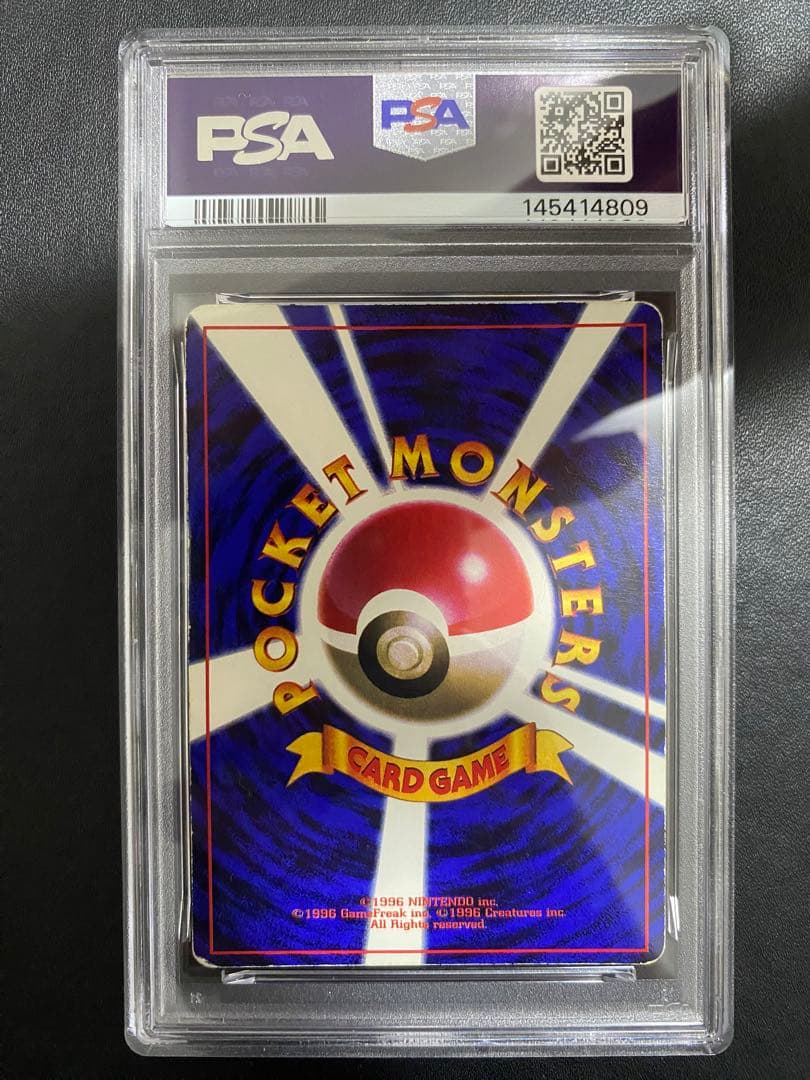 PSA
PSA
145414809
POCKET MONSTERS
CARD GAME
©1996 NINTENDO inc.
©1996 GameFreak inc. ©1996 Creatures inc.
All Rights reserved.